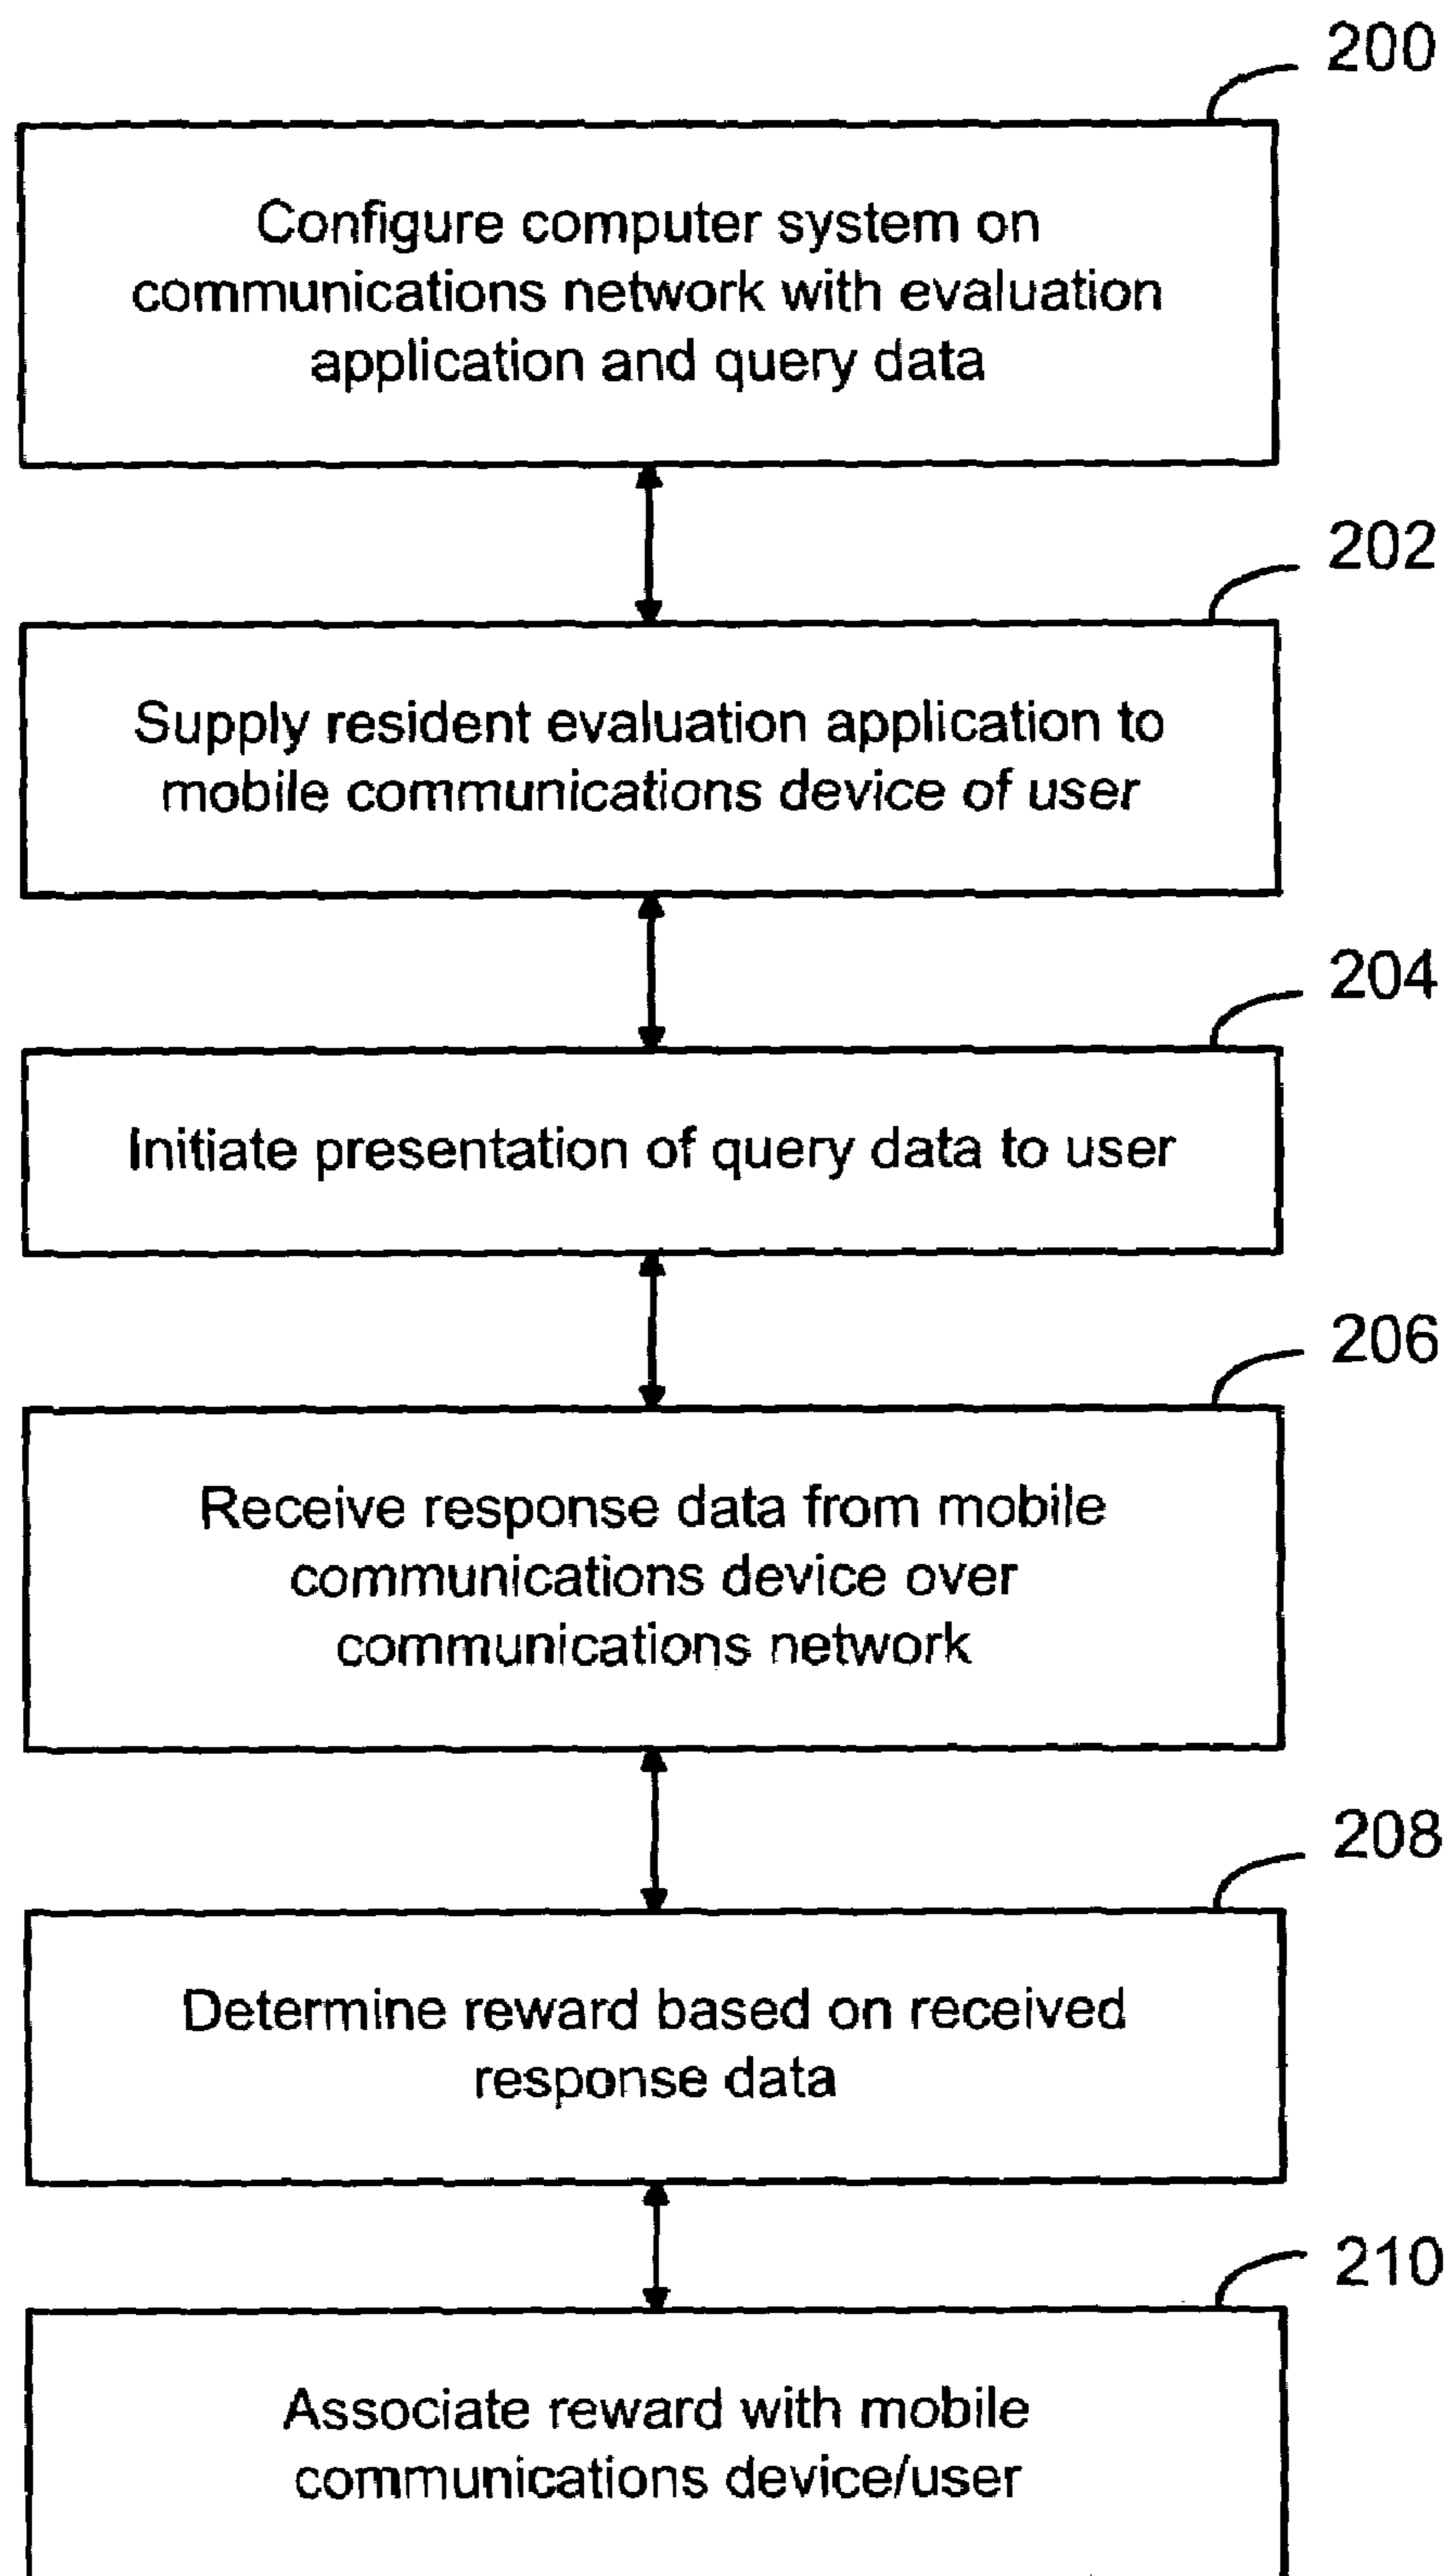 200
Configure computer system on
communications network with evaluation
application and query data
202
Supply resident evaluation application to
mobile communications device of user
204
Initiate presentation of query data to user
206
Receive response data from mobile
communications device over
communications network
208
Determine reward based on received
response data
210
Associate reward with mobile
communications device/user